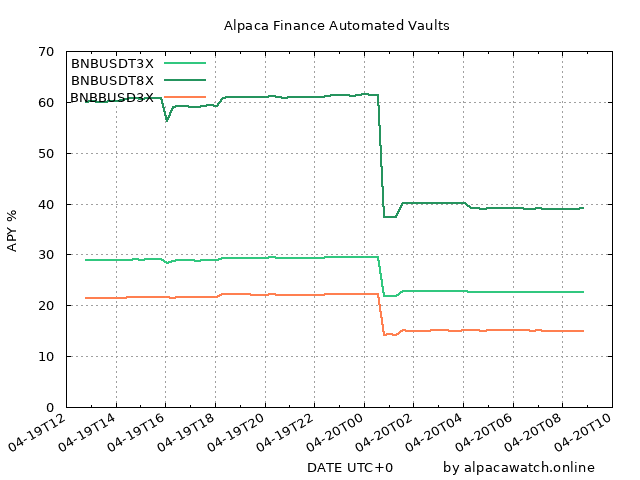 Alpaca Finance Automated Vaults
70
60
50
40
30
20
10
0
APY %
BNBUSDT3X
BNBUSDT8X
BNBBUSD3X
04-19T12
04-19T14
04-19T16
04-19T18
04-19T20
04-19T22
04-20T00
04-20T02
04-20T04
04-20T06
04-20T08
04-20T10
DATE UTC+0
by alpacawatch.online